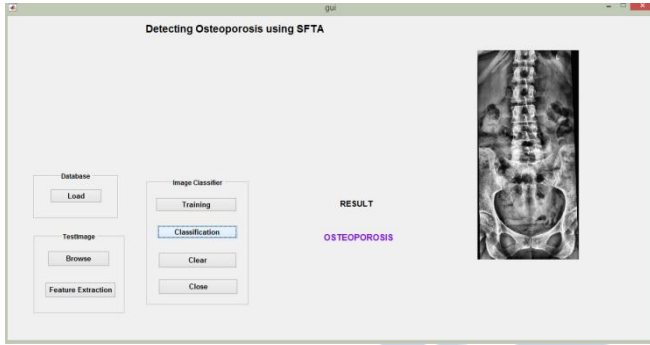 gui
Detecting Osteoporosis using SFTA
Database
Load
TestImage
Browse
Feature Extraction
Image Classifier
Training
Classification
Clear
Close
RESULT
OSTEOPOROSIS